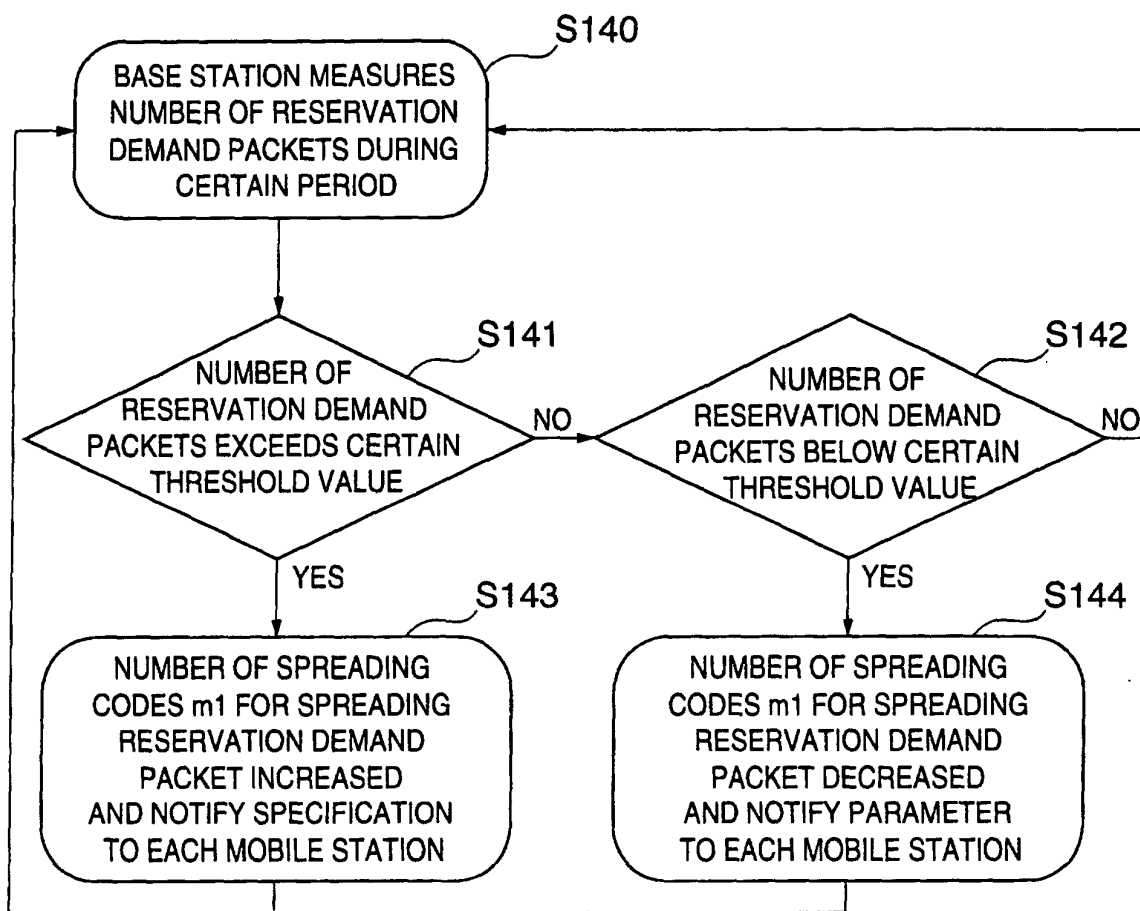 S140
BASE STATION MEASURES
NUMBER OF RESERVATION
DEMAND PACKETS DURING
CERTAIN PERIOD
S141
NUMBER OF
RESERVATION DEMAND
PACKETS EXCEEDS CERTAIN
THRESHOLD VALUE
NO
YES
S142
NUMBER OF
RESERVATION DEMAND
PACKETS BELOW CERTAIN
THRESHOLD VALUE
NO
YES
S143
NUMBER OF SPREADING
CODES m1 FOR SPREADING
RESERVATION DEMAND
PACKET INCREASED
AND NOTIFY SPECIFICATION
TO EACH MOBILE STATION
S144
NUMBER OF SPREADING
CODES m1 FOR SPREADING
RESERVATION DEMAND
PACKET DECREASED
AND NOTIFY PARAMETER
TO EACH MOBILE STATION